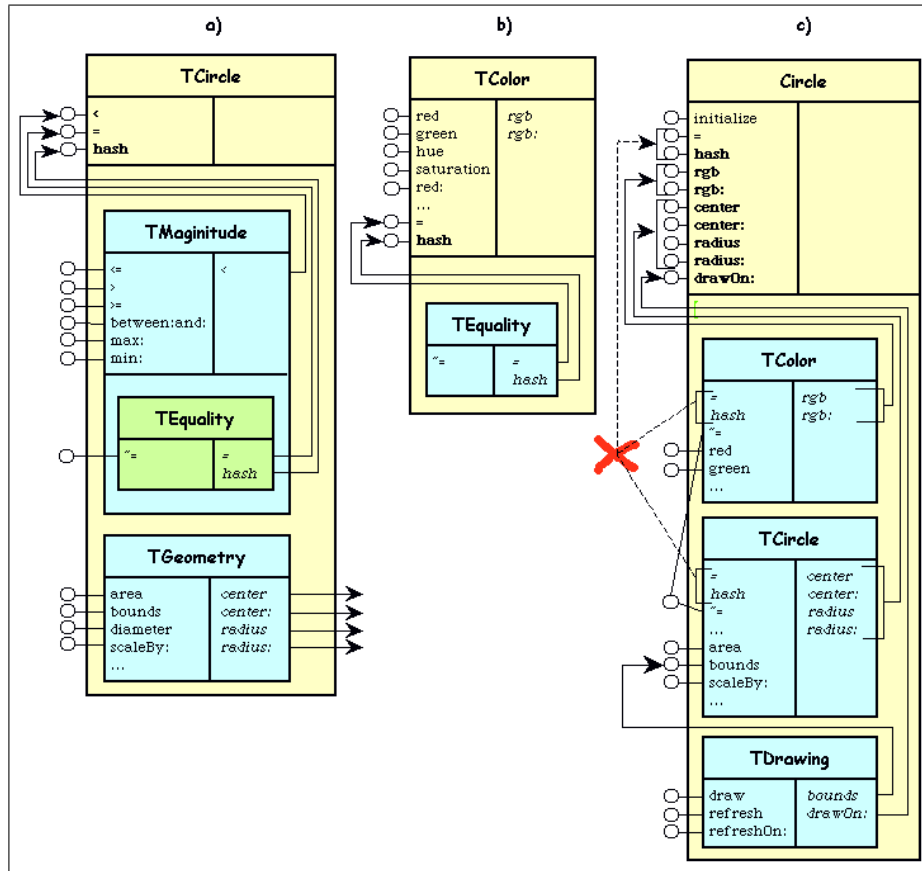 a)
TCircle
<
=
hash
TMaginitude
<=
<
>
>=
between:and:
max:
min:
TEquality
~=
=
hash
TGeometry
area
center
bounds
center:
diameter
radius
scaleBy:
radius:
...
b)
TColor
red
rgb
green
rgb:
hue
saturation
red:
...
=
hash
TEquality
~=
=
hash
c)
Circle
initialize
=
hash
rgb
rgb:
center
center:
radius
radius:
drawOn:
TColor
=
rgb
hash
rgb:
~=
red
green
...
TCircle
=
center
hash
center:
~=
radius
...
radius:
area
bounds
scaleBy:
...
TDrawing
draw
bounds
refresh
drawOn:
refreshOn: